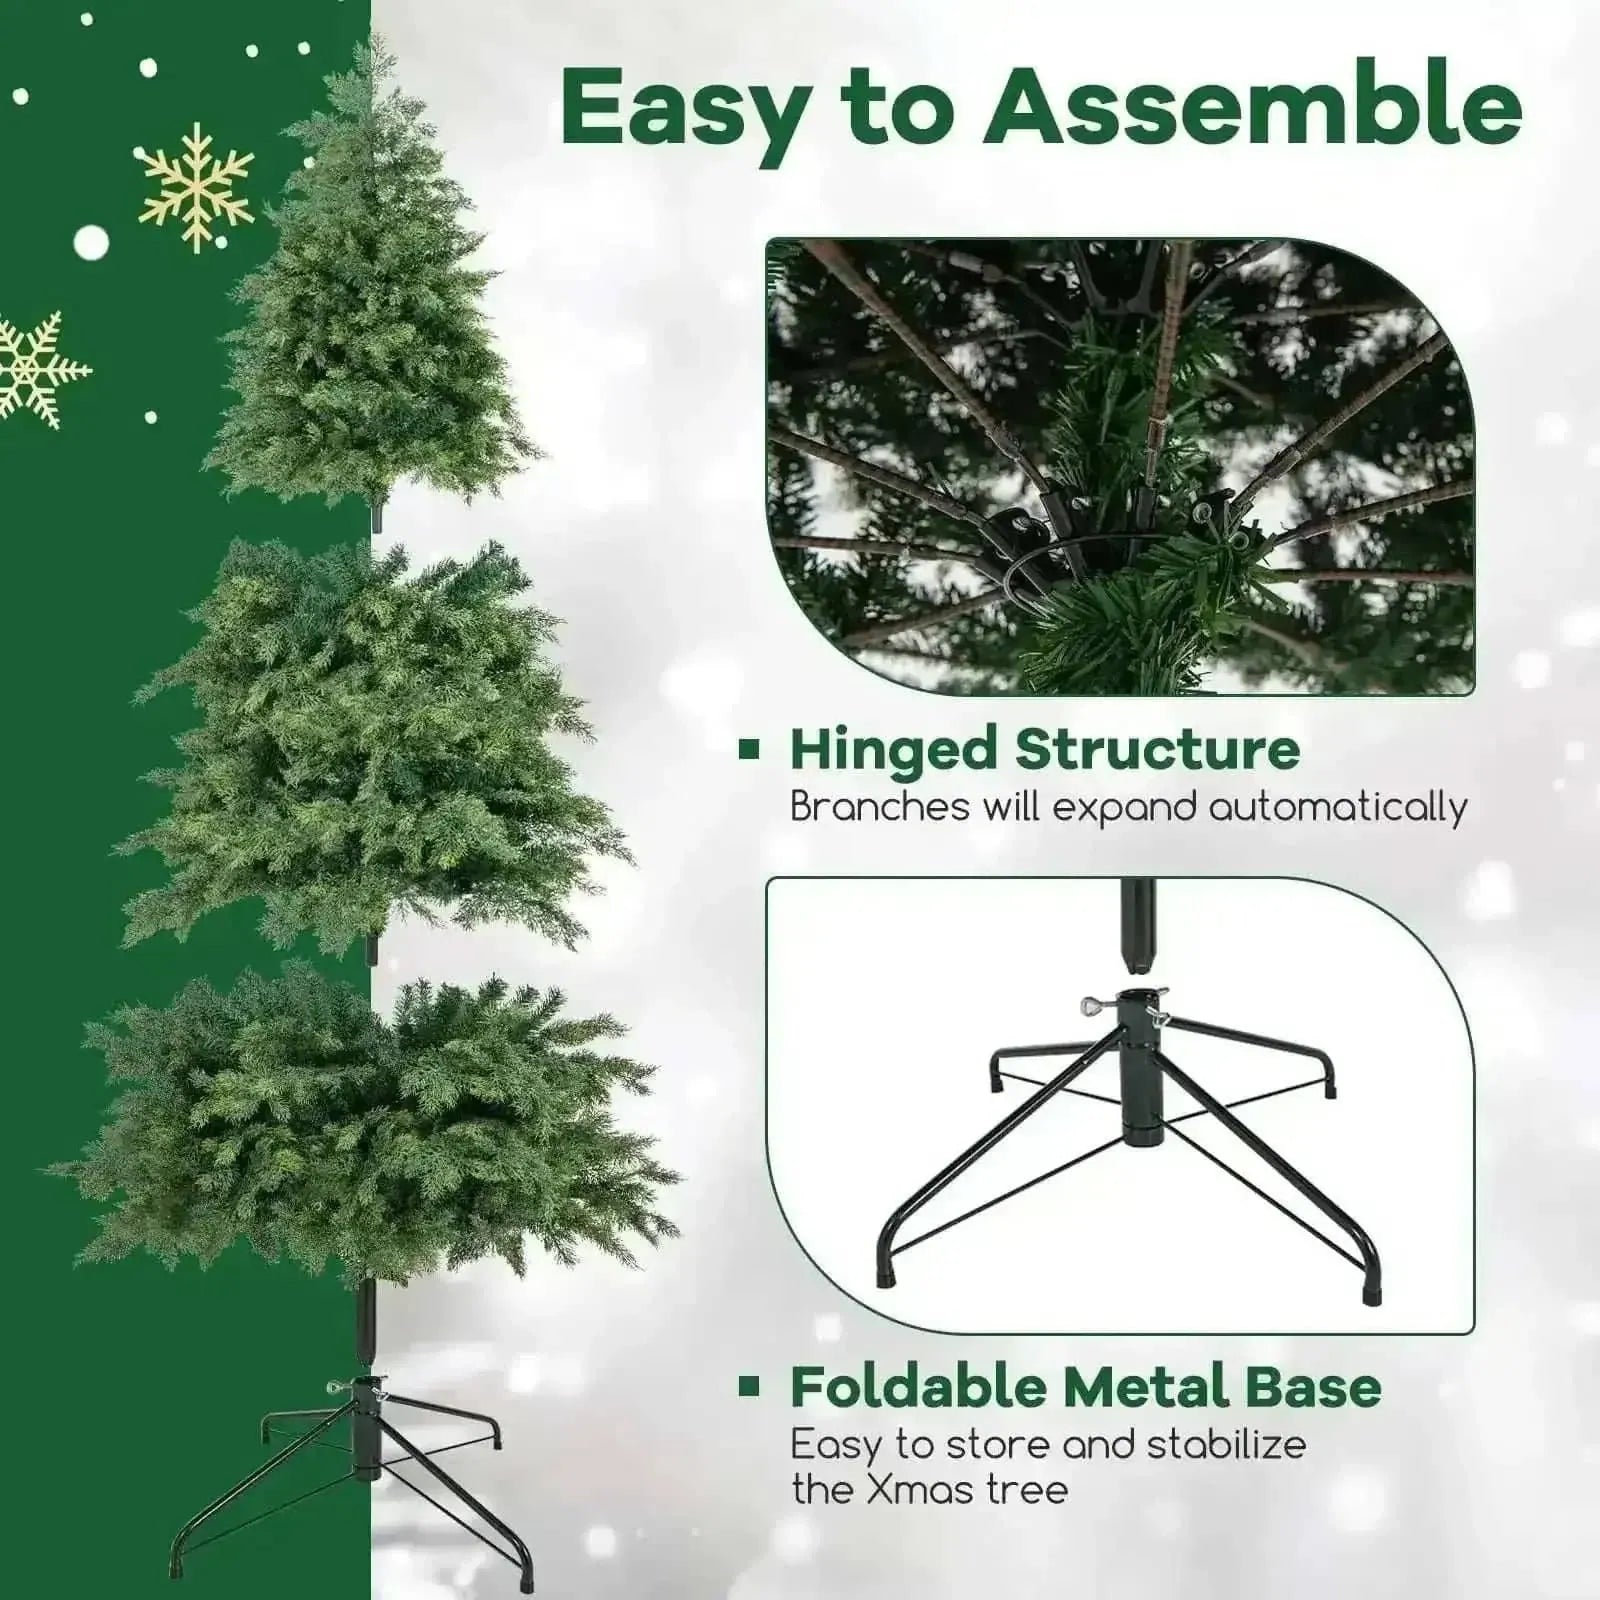 Easy to Assemble
Hinged Structure
Branches will expand automatically
Foldable Metal Base
Easy to store and stabilize
the Xmas tree